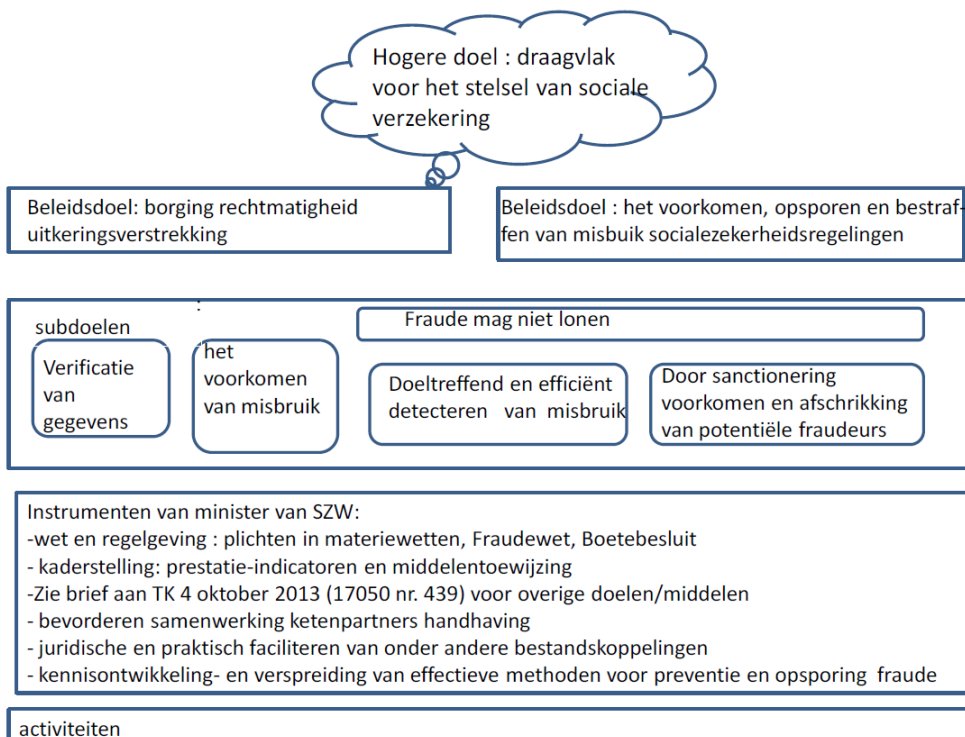 Hogere doel : draagvlak
voor het stelsel van sociale
verzekering
Beleidsdoel: borging rechtmatigheid
uitkeringsverstrekking
Beleidsdoel : het voorkomen, opsporen en bestraf-
fen van misbuik socialezekerheidsregelingen
:
subdoelen
Fraude mag niet lonen
Verificatie
van
gegevens
het
voorkomen
van misbruik
Doeltreffend en efficiënt
detecteren van misbruik
Door sanctionering
voorkomen en afschrikking
van potentiële fraudeurs
Instrumenten van minister van SZW:
-wet en regelgeving : plichten in materiewetten, Fraudewet, Boetebesluit
- kaderstelling: prestatie-indicatoren en middelentoewijzing
-Zie brief aan TK 4 oktober 2013 (17050 nr. 439) voor overige doelen/middelen
- bevorderen samenwerking ketenpartners handhaving
- juridische en praktisch faciliteren van onder andere bestandskoppelingen
- kennisontwikkeling- en verspreiding van effectieve methoden voor preventie en opsporing fraude
activiteiten